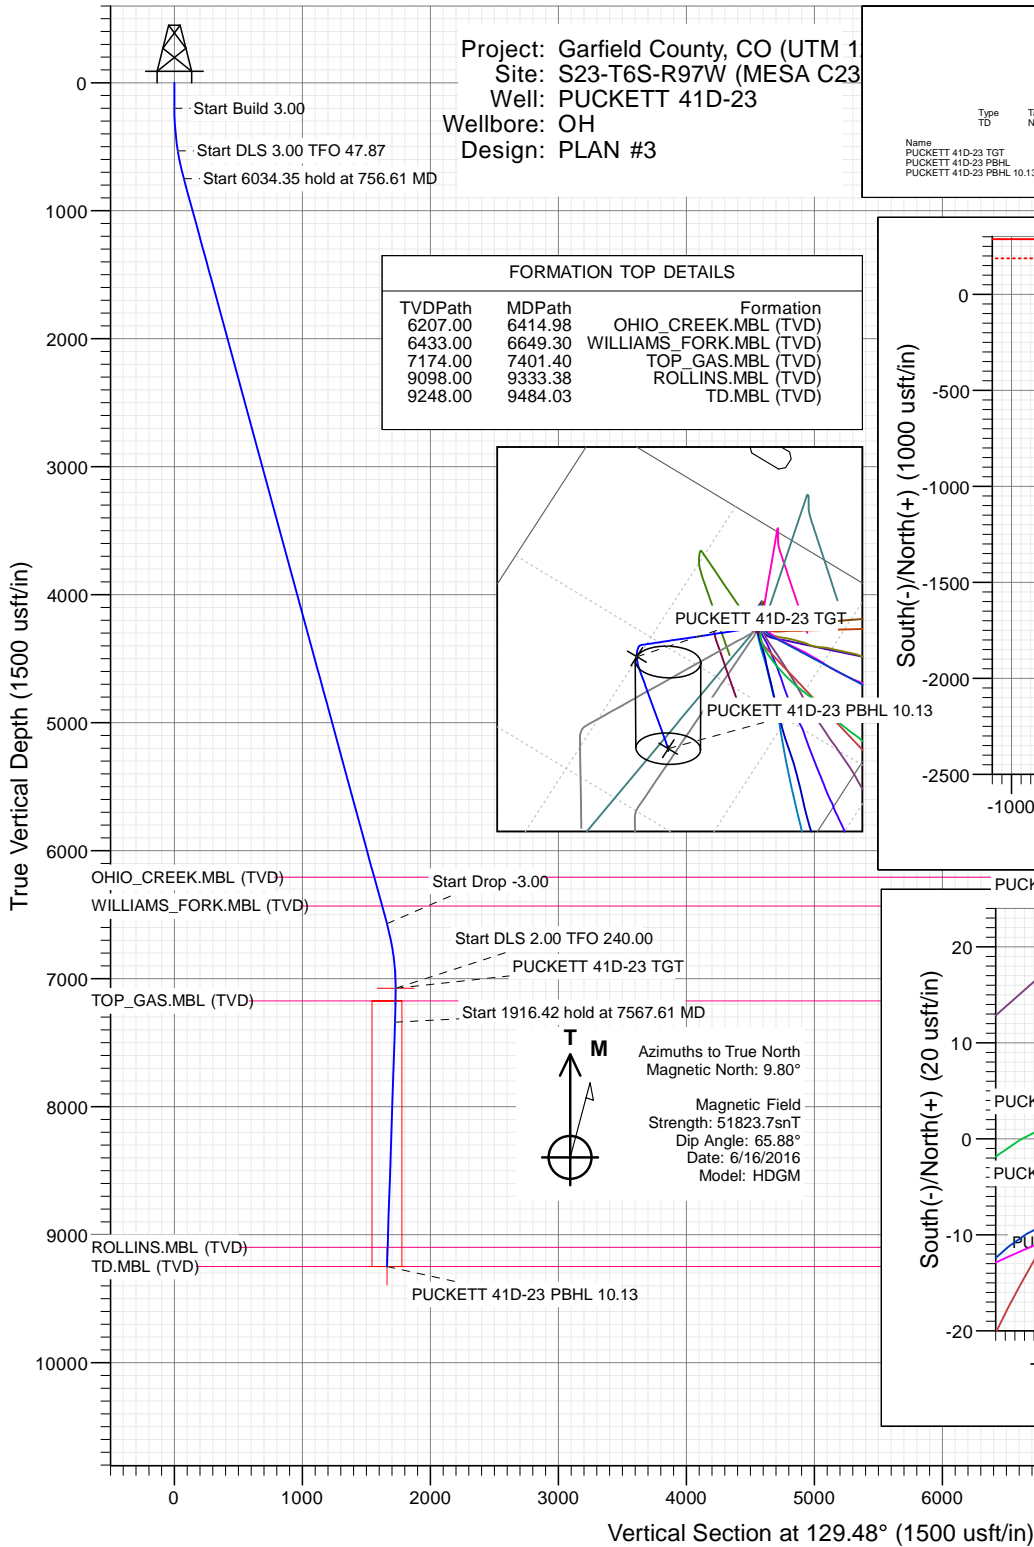 Project: Garfield County, CO (UTM 1
Site: S23-T6S-R97W (MESA C23
Well: PUCKETT 41D-23
Wellbore: OH
Design: PLAN #3
Type
TD
Name
PUCKETT 41D-23 TGT
PUCKETT 41D-23 PBHL
PUCKETT 41D-23 PBHL 10.13
Start Build 3.00
Start DLS 3.00 TFO 47.87
Start 6034.35 hold at 756.61 MD
FORMATION TOP DETAILS
TVDPath MDPath Formation
6207.00 6414.98 OHIO_CREEK.MBL (TVD)
6433.00 6649.30 WILLIAMS_FORK.MBL (TVD)
7174.00 7401.40 TOP_GAS.MBL (TVD)
9098.00 9333.38 ROLLINS.MBL (TVD)
9248.00 9484.03 TD.MBL (TVD)
PUCKETT 41D-23 TGT
PUCKETT 41D-23 PBHL 10.13
True Vertical Depth (1500 usft/in)
0
1000
2000
3000
4000
5000
6000
7000
8000
9000
10000
OHIO_CREEK.MBL (TVD)
WILLIAMS_FORK.MBL (TVD)
TOP_GAS.MBL (TVD)
ROLLINS.MBL (TVD)
TD.MBL (TVD)
Start Drop -3.00
Start DLS 2.00 TFO 240.00
PUCKETT 41D-23 TGT
Start 1916.42 hold at 7567.61 MD
PUCKETT 41D-23 PBHL 10.13
T M
Azimuths to True North
Magnetic North: 9.80°
Magnetic Field
Strength: 51823.7snT
Dip Angle: 65.88°
Date: 6/16/2016
Model: HDGM
0 1000 2000 3000 4000 5000 6000
Vertical Section at 129.48° (1500 usft/in)
South(-)/North(+) (1000 usft/in)
0
-500
-1000
-1500
-2000
-2500
-1000
South(-)/North(+) (20 usft/in)
20
10
0
-10
-20
PUCK
PUCK
PUCK
PU